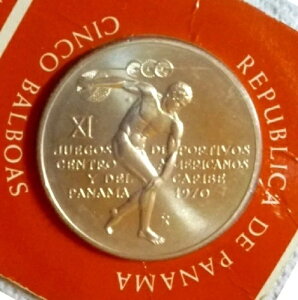 REPUBLICA DE PANAMA
CINCO BALBOAS
XI
JUEGOS DEPORTIVOS
CENTRO AMERICANOS
Y DEL CARIBE
PANAMA 1970